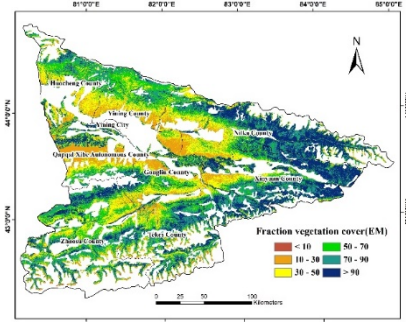 81°0'0"E 82°0'0"E 83°0'0"E 84°0'0"E 85°0'0"E
N
Huocheng County
44°0'0"N
Yining County
Yining City
Nilka County
Qapqal Xibe Autonomous County
Gongliu County
Xinyuan County
43°0'0"N
Tekes County
Zhaosu County
Fraction vegetation cover(EM)
< 10 50 - 70
10 - 30 70 - 90
30 - 50 > 90
0 25 50 100
Kilometers